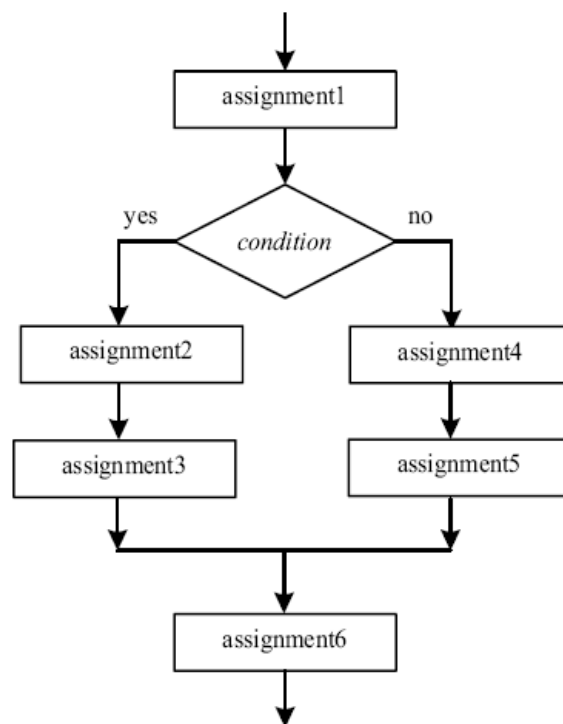 assignment1
yes
no
condition
assignment2
assignment4
assignment3
assignment5
assignment6